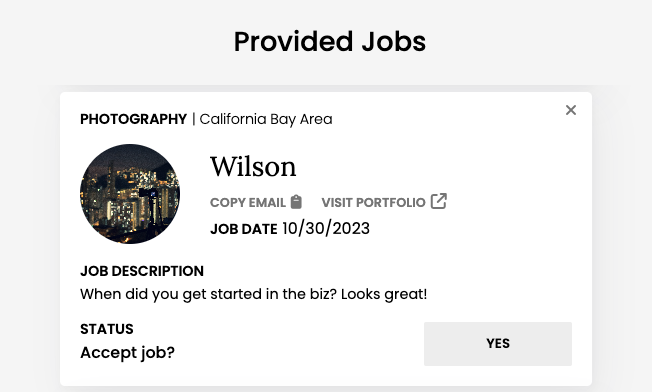 Provided Jobs
PHOTOGRAPHY | California Bay Area
Wilson
COPY EMAIL VISIT PORTFOLIO
JOB DATE 10/30/2023
JOB DESCRIPTION
When did you get started in the biz? Looks great!
STATUS
Accept job?
YES